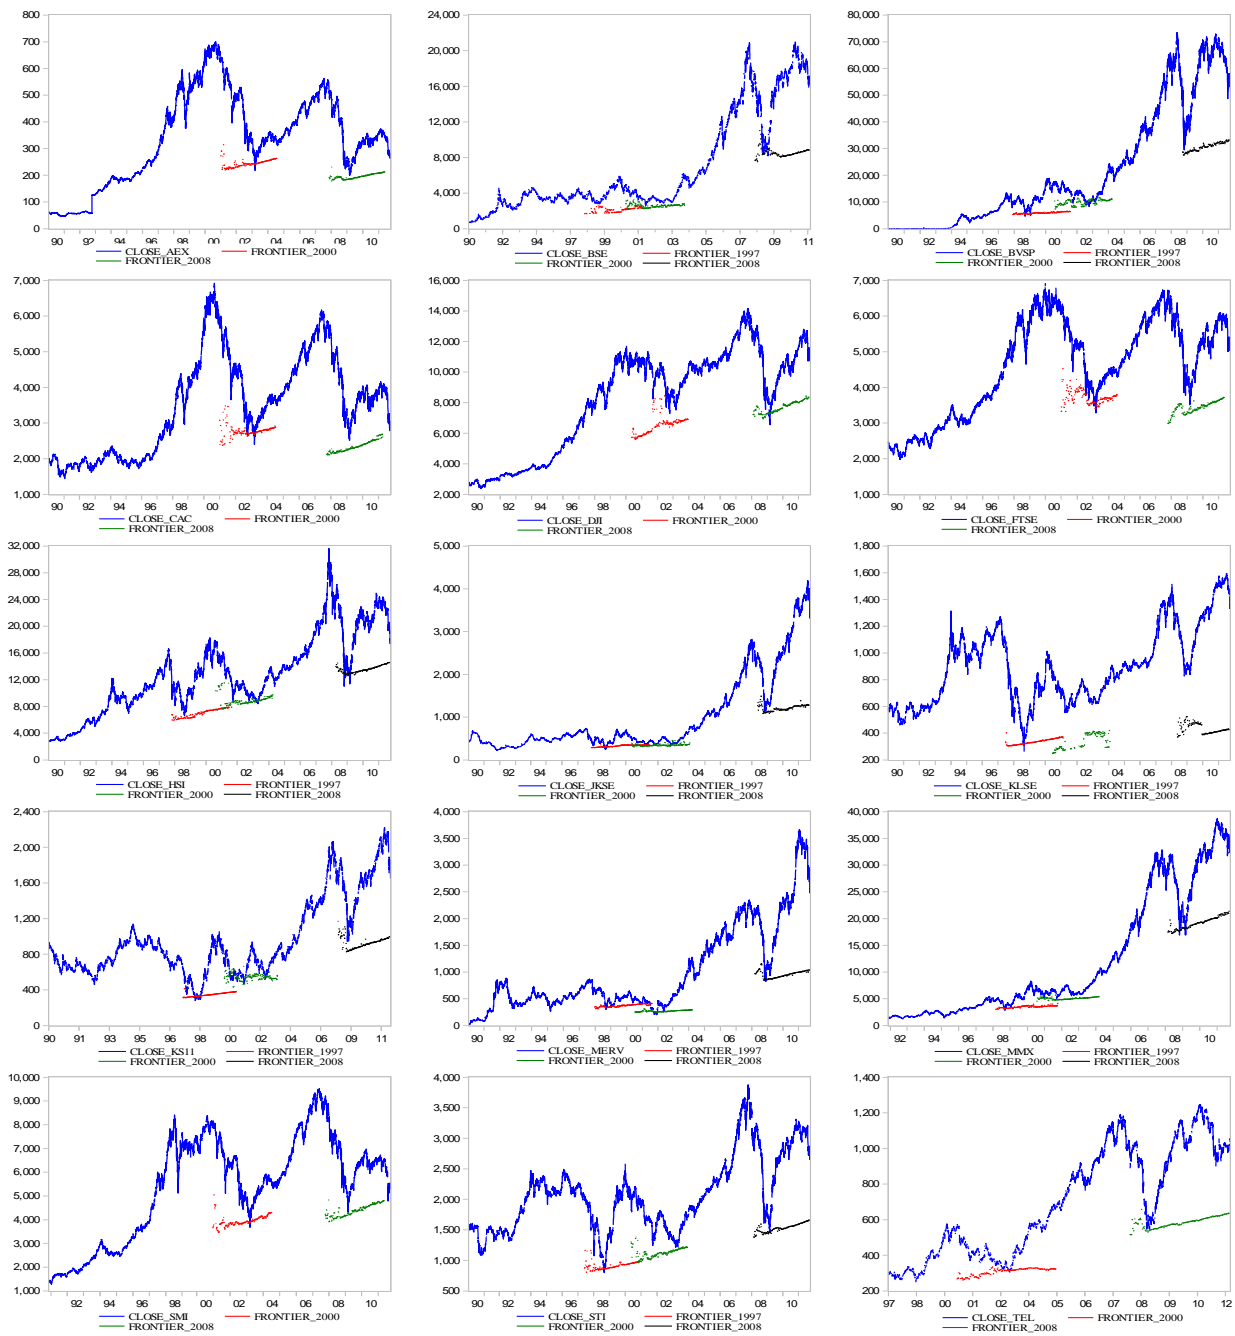 800
700
600
500
400
300
200
100
0
90 92 94 96 98 00 02 04 06 08 10
CLOSE_AEX FRONTIER_2000
FRONTIER_2008
24,000
20,000
16,000
12,000
8,000
4,000
0
90 92 94 95 97 99 01 03 05 07 09 11
CLOSE_BSE FRONTIER_1997
FRONTIER_2000 FRONTIER_2008
80,000
70,000
60,000
50,000
40,000
30,000
20,000
10,000
0
90 92 94 96 98 00 02 04 06 08 10
CLOSE_BVSP FRONTIER_1997
FRONTIER_2000 FRONTIER_2008
7,000
6,000
5,000
4,000
3,000
2,000
1,000
90 92 94 96 98 00 02 04 06 08 10
CLOSE_CAC FRONTIER_2000
FRONTIER_2008
16,000
14,000
12,000
10,000
8,000
6,000
4,000
2,000
90 92 94 96 98 00 02 04 06 08 10
CLOSE_DJI FRONTIER_2000
FRONTIER_2008
7,000
6,000
5,000
4,000
3,000
2,000
1,000
90 92 94 96 98 00 02 04 06 08 10
CLOSE_FTSE FRONTIER_2000
FRONTIER_2008
32,000
28,000
24,000
20,000
16,000
12,000
8,000
4,000
0
90 92 94 96 98 00 02 04 06 08 10
CLOSE_HSI FRONTIER_1997
FRONTIER_2000 FRONTIER_2008
5,000
4,000
3,000
2,000
1,000
0
90 92 94 96 98 00 02 04 06 08 10
CLOSE_JKSE FRONTIER_1997
FRONTIER_2000 FRONTIER_2008
1,800
1,600
1,400
1,200
1,000
800
600
400
200
90 92 94 96 98 00 02 04 06 08 10
CLOSE_KLSE FRONTIER_1997
FRONTIER_2000 FRONTIER_2008
2,400
2,000
1,600
1,200
800
400
0
90 91 93 95 96 98 00 02 04 06 07 09 11
CLOSE_KS11 FRONTIER_1997
FRONTIER_2000 FRONTIER_2008
4,000
3,500
3,000
2,500
2,000
1,500
1,000
500
0
90 92 94 96 98 00 02 04 06 08 10
CLOSE_MERV FRONTIER_1997
FRONTIER_2000 FRONTIER_2008
40,000
35,000
30,000
25,000
20,000
15,000
10,000
5,000
0
92 94 96 98 00 02 04 06 08 10
CLOSE_MMX FRONTIER_1997
FRONTIER_2000 FRONTIER_2008
10,000
9,000
8,000
7,000
6,000
5,000
4,000
3,000
2,000
1,000
92 94 96 98 00 02 04 06 08 10
CLOSE_SMI FRONTIER_2000
FRONTIER_2008
4,000
3,500
3,000
2,500
2,000
1,500
1,000
500
90 92 94 96 98 00 02 04 06 08 10
CLOSE_STI FRONTIER_1997
FRONTIER_2000 FRONTIER_2008
1,400
1,200
1,000
800
600
400
200
97 98 00 01 02 04 05 06 08 09 10 12
CLOSE_TEL FRONTIER_2000
FRONTIER_2008